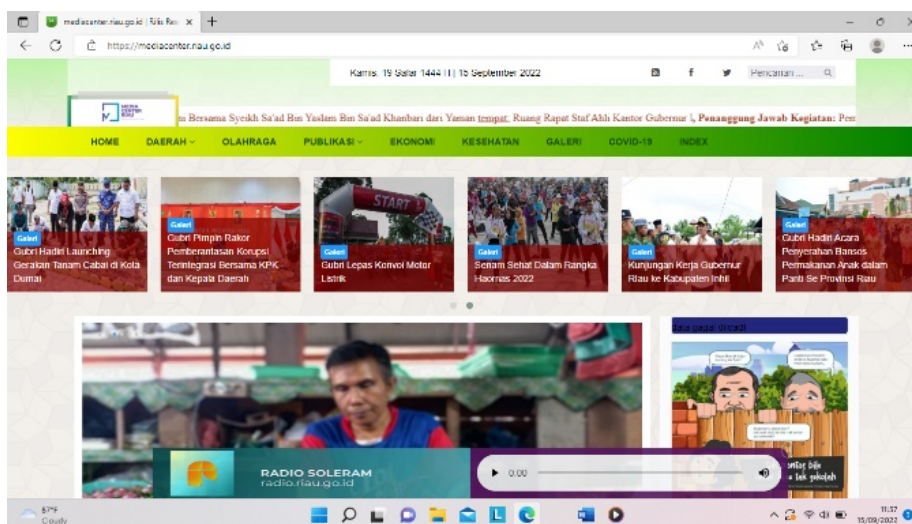 mediacenter.riau.go.id | Rilis Res
https://mediacenter.riau.go.id
Kamis, 19 Safar 1444 H | 15 September 2022
Pencarian ...
MEDIA CENTER RIAU
Bersama Syeikh Sa'ad Bin Yaslam Bin Sa'ad Khanbari dari Yaman tempat: Ruang Rapat Staf Ahli Kantor Gubernur Penanggung Jawab Kegiatan:
HOME DAERAH OLAHRAGA PUBLIKASI EKONOMI KESEHATAN GALERI COVID-19 INDEX
START
Galeri
Gubri Hadiri Launching
Gerakan Tanam Cabai di Kota
Dumai
Galeri
Gubri Pimpin Rakor
Pemberantasan Korupsi
Terintegrasi Bersama KPK
dan Kepala Daerah
Galeri
Gubri Lepas Konvoi Motor
Listrik
Galeri
Senam Sehat Dalam Rangka
Haornas 2022
Galeri
Kunjungan Kerja Gubernur
Riau ke Kabupaten Inhil
Galeri
Gubri Hadiri Acara
Penyerahan Bansos
Permakanan Anak dalam
Panti Se Provinsi Riau
RADIO SOLERAM
radio.riau.go.id
0:00
87°F
Cloudy
11:57
15/09/2022